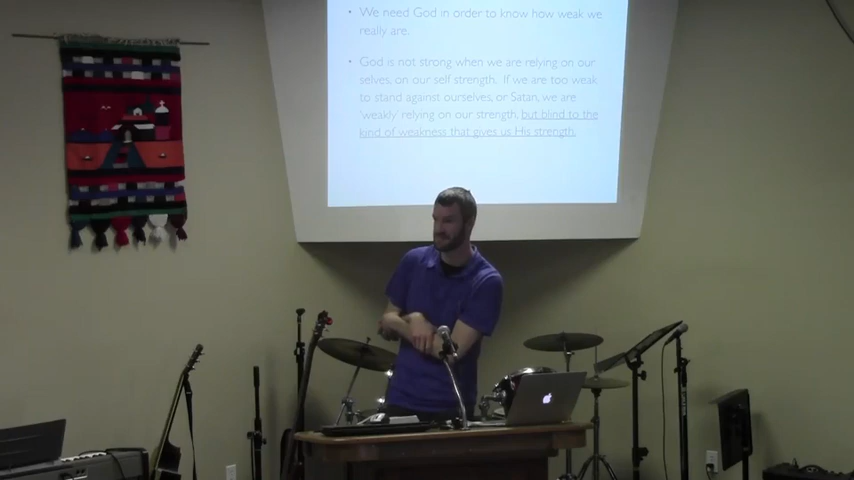 • We need God in order to know how weak we
really are.
• God is not strong when we are relying on our
selves, on our self strength. If we are too weak
to stand against ourselves, or Satan, we are
'weakly' relying on our strength, but blind to the
kind of weakness that gives us His strength.